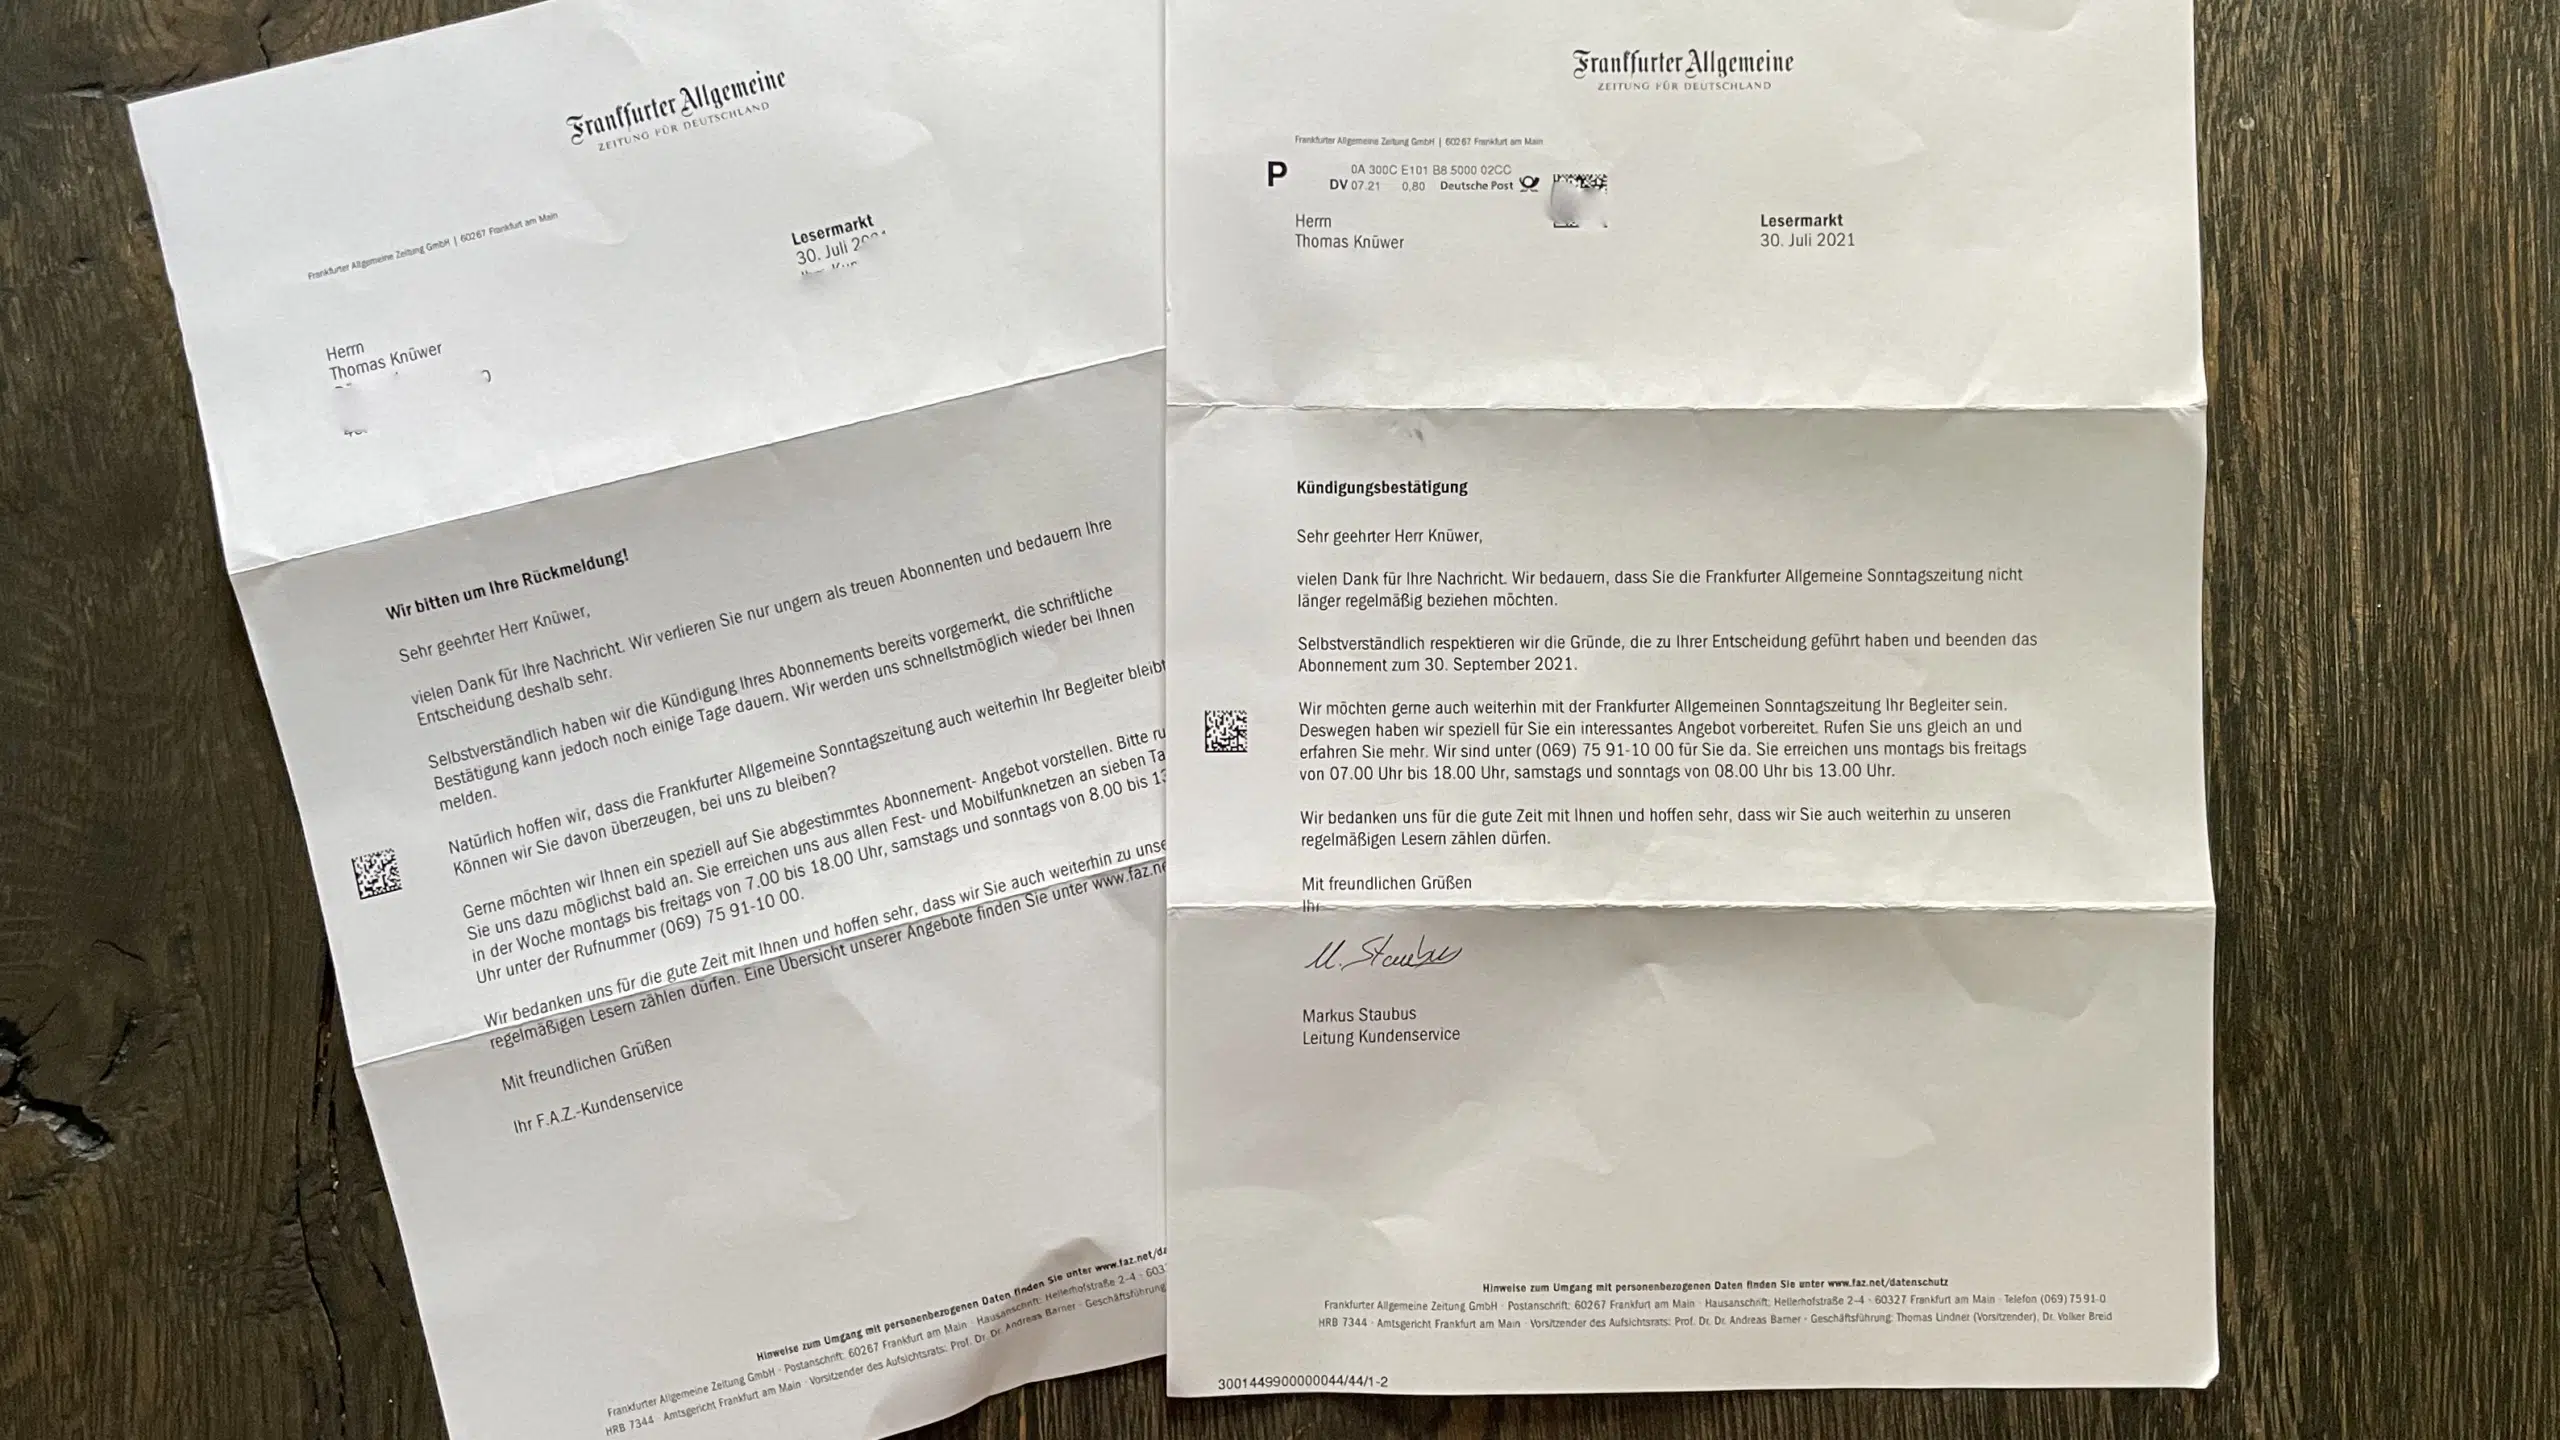 Frankfurter Allgemeine
ZEITUNG FÜR DEUTSCHLAND
Frankfurter Allgemeine Zeitung GmbH | 60267 Frankfurt am Main
Lesermarkt
30. Juli
Herrn
Thomas Knüwer
Wir bitten um Ihre Rückmeldung!
Sehr geehrter Herr Knüwer,
vielen Dank für Ihre Nachricht. Wir verlieren Sie nur ungern als treuen Abonnenten und bedauern Ihre
Entscheidung deshalb sehr.
Selbstverständlich haben wir die Kündigung Ihres Abonnements bereits vorgemerkt, die schriftliche
Bestätigung kann jedoch noch einige Tage dauern. Wir werden uns schnellstmöglich wieder bei Ihnen
melden.
Natürlich hoffen wir, dass die Frankfurter Allgemeine Sonntagszeitung auch weiterhin Ihr Begleiter bleibt
Können wir Sie davon überzeugen, bei uns zu bleiben?
Gerne möchten wir Ihnen ein speziell auf Sie abgestimmtes Abonnement- Angebot vorstellen. Bitte ru
Sie uns dazu möglichst bald an. Sie erreichen uns aus allen Fest- und Mobilfunknetzen an sieben Ta
in der Woche montags bis freitags von 7.00 bis 18.00 Uhr, samstags und sonntags von 8.00 bis 13
Uhr unter der Rufnummer (069) 75 91-10 00.
Wir bedanken uns für die gute Zeit mit Ihnen und hoffen sehr, dass wir Sie auch weiterhin zu unse
regelmäßigen Lesern zählen dürfen. Eine Übersicht unserer Angebote finden Sie unter www.faz.ne
Mit freundlichen Grüßen
Ihr F.A.Z.-Kundenservice
Hinweise zum Umgang mit personenbezogenen Daten finden Sie unter www.faz.net/da
Frankfurter Allgemeine Zeitung GmbH · Postanschrift: 60267 Frankfurt am Main · Hausanschrift: Hellerhofstraße 2-4 · 603
HRB 7344 · Amtsgericht Frankfurt am Main · Vorsitzender des Aufsichtsrats: Prof. Dr. Dr. Andreas Barner · Geschäftsführung
Frankfurter Allgemeine
ZEITUNG FÜR DEUTSCHLAND
Frankfurter Allgemeine Zeitung GmbH | 60267 Frankfurt am Main
P
0A 300C E101 B8 5000 02CC
DV 07.21 0,80 Deutsche Post
Herrn
Thomas Knüwer
Lesermarkt
30. Juli 2021
Kündigungsbestätigung
Sehr geehrter Herr Knüwer,
vielen Dank für Ihre Nachricht. Wir bedauern, dass Sie die Frankfurter Allgemeine Sonntagszeitung nicht
länger regelmäßig beziehen möchten.
Selbstverständlich respektieren wir die Gründe, die zu Ihrer Entscheidung geführt haben und beenden das
Abonnement zum 30. September 2021.
Wir möchten gerne auch weiterhin mit der Frankfurter Allgemeinen Sonntagszeitung Ihr Begleiter sein.
Deswegen haben wir speziell für Sie ein interessantes Angebot vorbereitet. Rufen Sie uns gleich an und
erfahren Sie mehr. Wir sind unter (069) 75 91-10 00 für Sie da. Sie erreichen uns montags bis freitags
von 07.00 Uhr bis 18.00 Uhr, samstags und sonntags von 08.00 Uhr bis 13.00 Uhr.
Wir bedanken uns für die gute Zeit mit Ihnen und hoffen sehr, dass wir Sie auch weiterhin zu unseren
regelmäßigen Lesern zählen dürfen.
Mit freundlichen Grüßen
Ihr
M. Staubus
Markus Staubus
Leitung Kundenservice
Hinweise zum Umgang mit personenbezogenen Daten finden Sie unter www.faz.net/datenschutz
Frankfurter Allgemeine Zeitung GmbH · Postanschrift: 60267 Frankfurt am Main · Hausanschrift: Hellerhofstraße 2-4 · 60327 Frankfurt am Main · Telefon (069) 75 91-0
HRB 7344 · Amtsgericht Frankfurt am Main · Vorsitzender des Aufsichtsrats: Prof. Dr. Dr. Andreas Barner · Geschäftsführung: Thomas Lindner (Vorsitzender), Dr. Volker Breid
3001449900000044/44/1-2